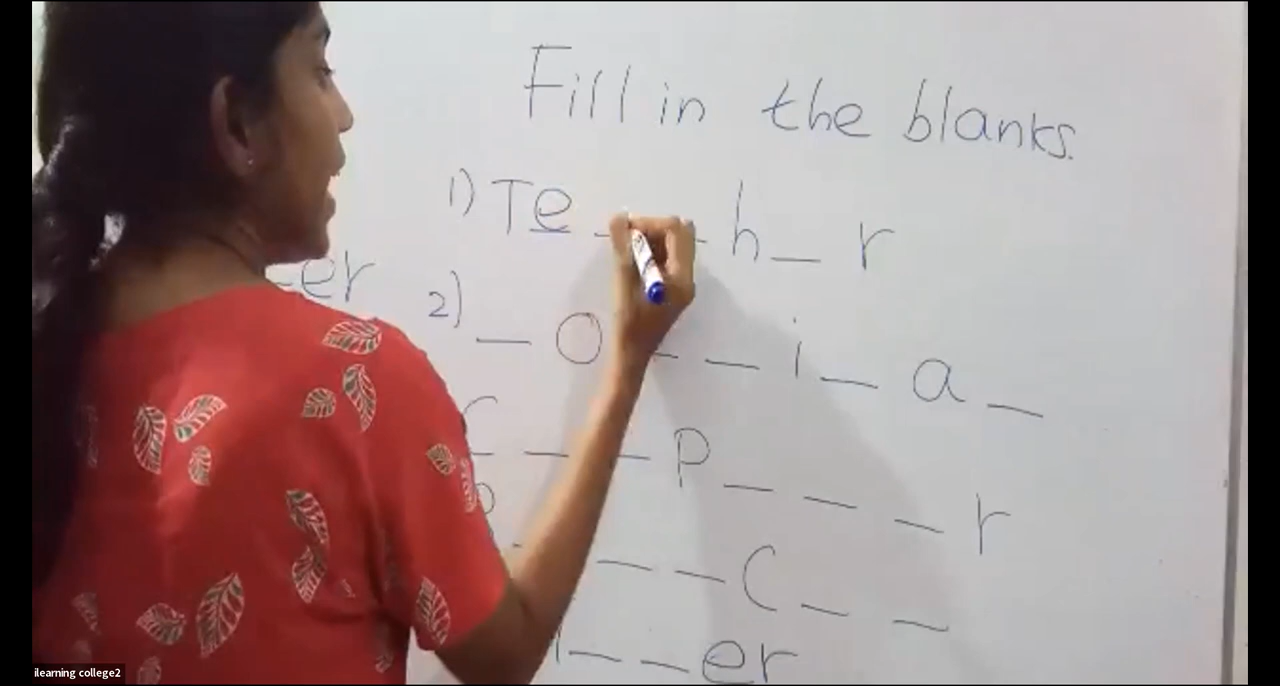 Fill in the blanks.
1) Te _ _ h _ r
2) _ o _ _ i _ a _
_ er
r
_ _ _ p _ _ _ r
_ _ _ c _ _
_ _ er
ilearning college2